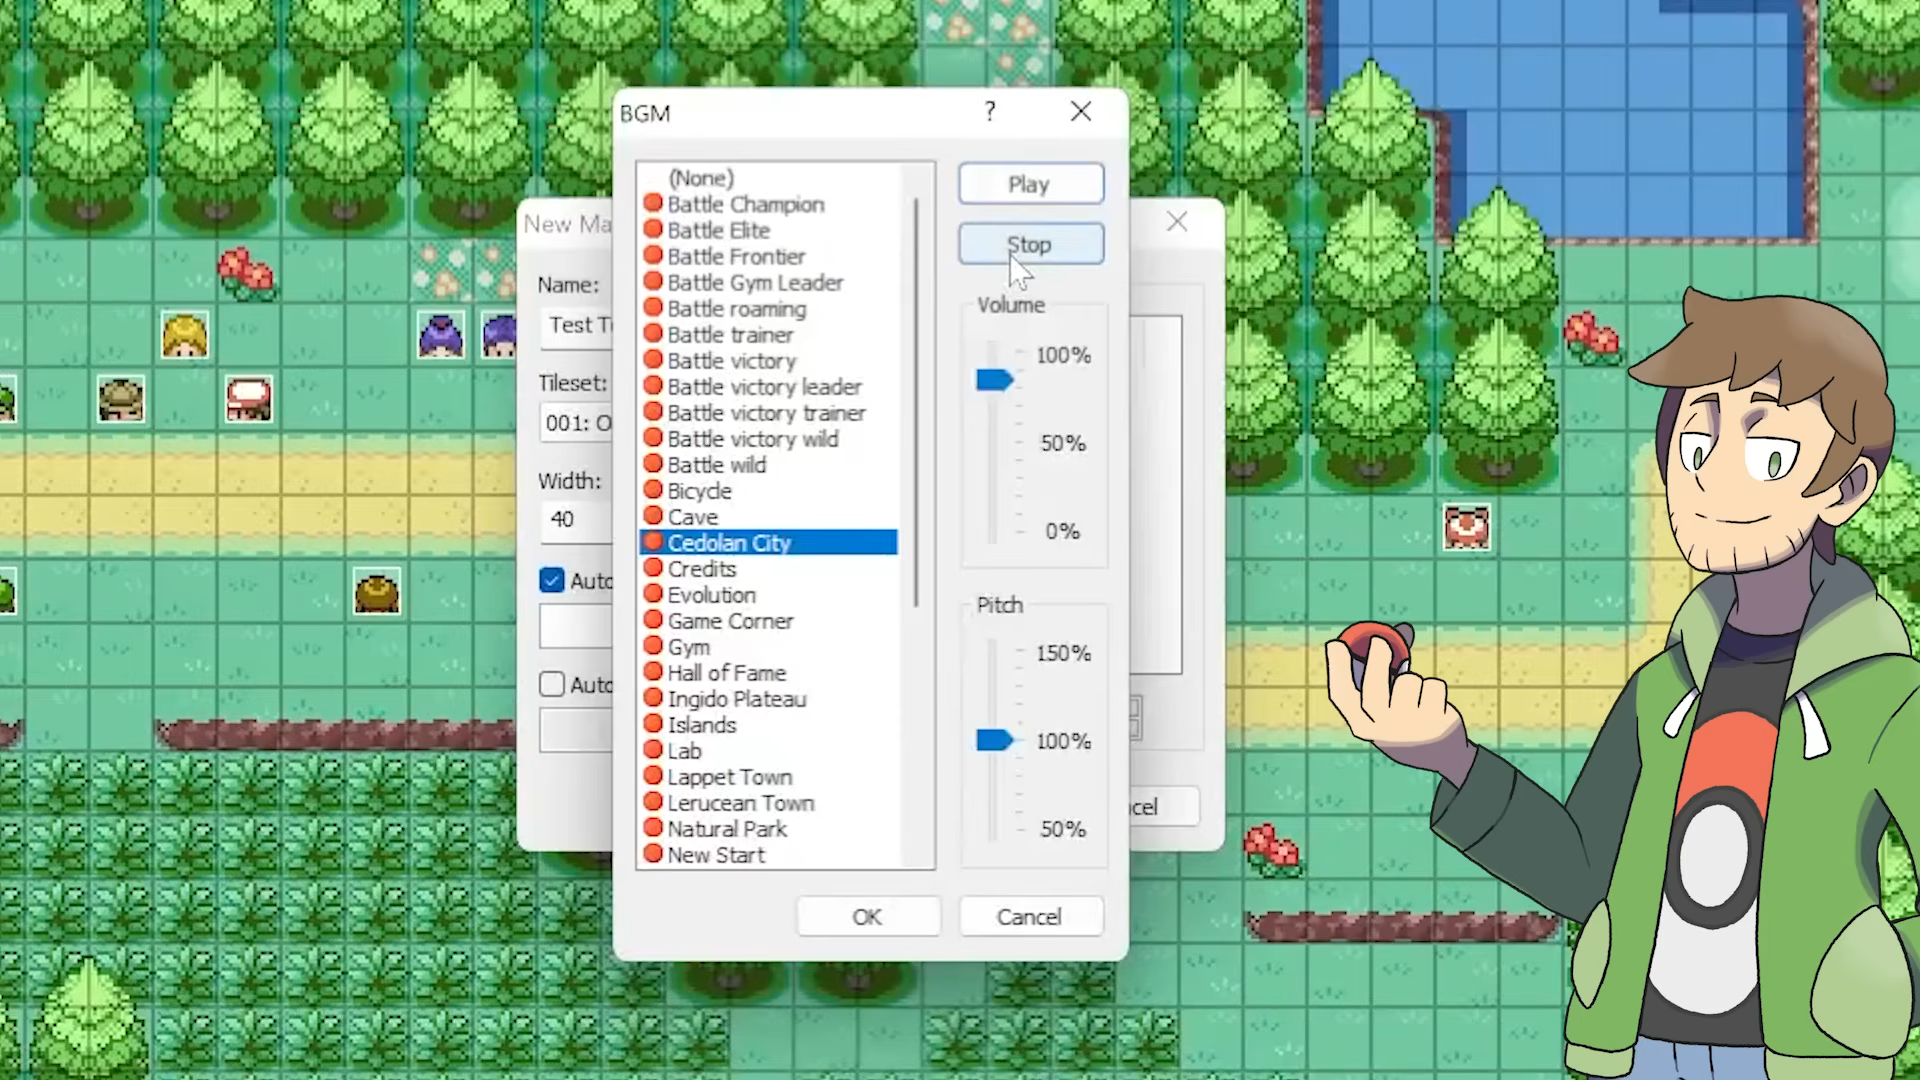 BGM
?
(None)
Battle Champion
Battle Elite
Battle Frontier
Battle Gym Leader
Battle roaming
Battle trainer
Battle victory
Battle victory leader
Battle victory trainer
Battle victory wild
Battle wild
Bicycle
Cave
Cedolan City
Credits
Evolution
Game Corner
Gym
Hall of Fame
Ingido Plateau
Islands
Lab
Lappet Town
Lerucean Town
Natural Park
New Start
Play
Stop
Volume
100%
50%
0%
Pitch
150%
100%
50%
OK
Cancel
New Ma
Name:
Test T
Tileset:
001: O
Width:
40
Auto
Auto
cel